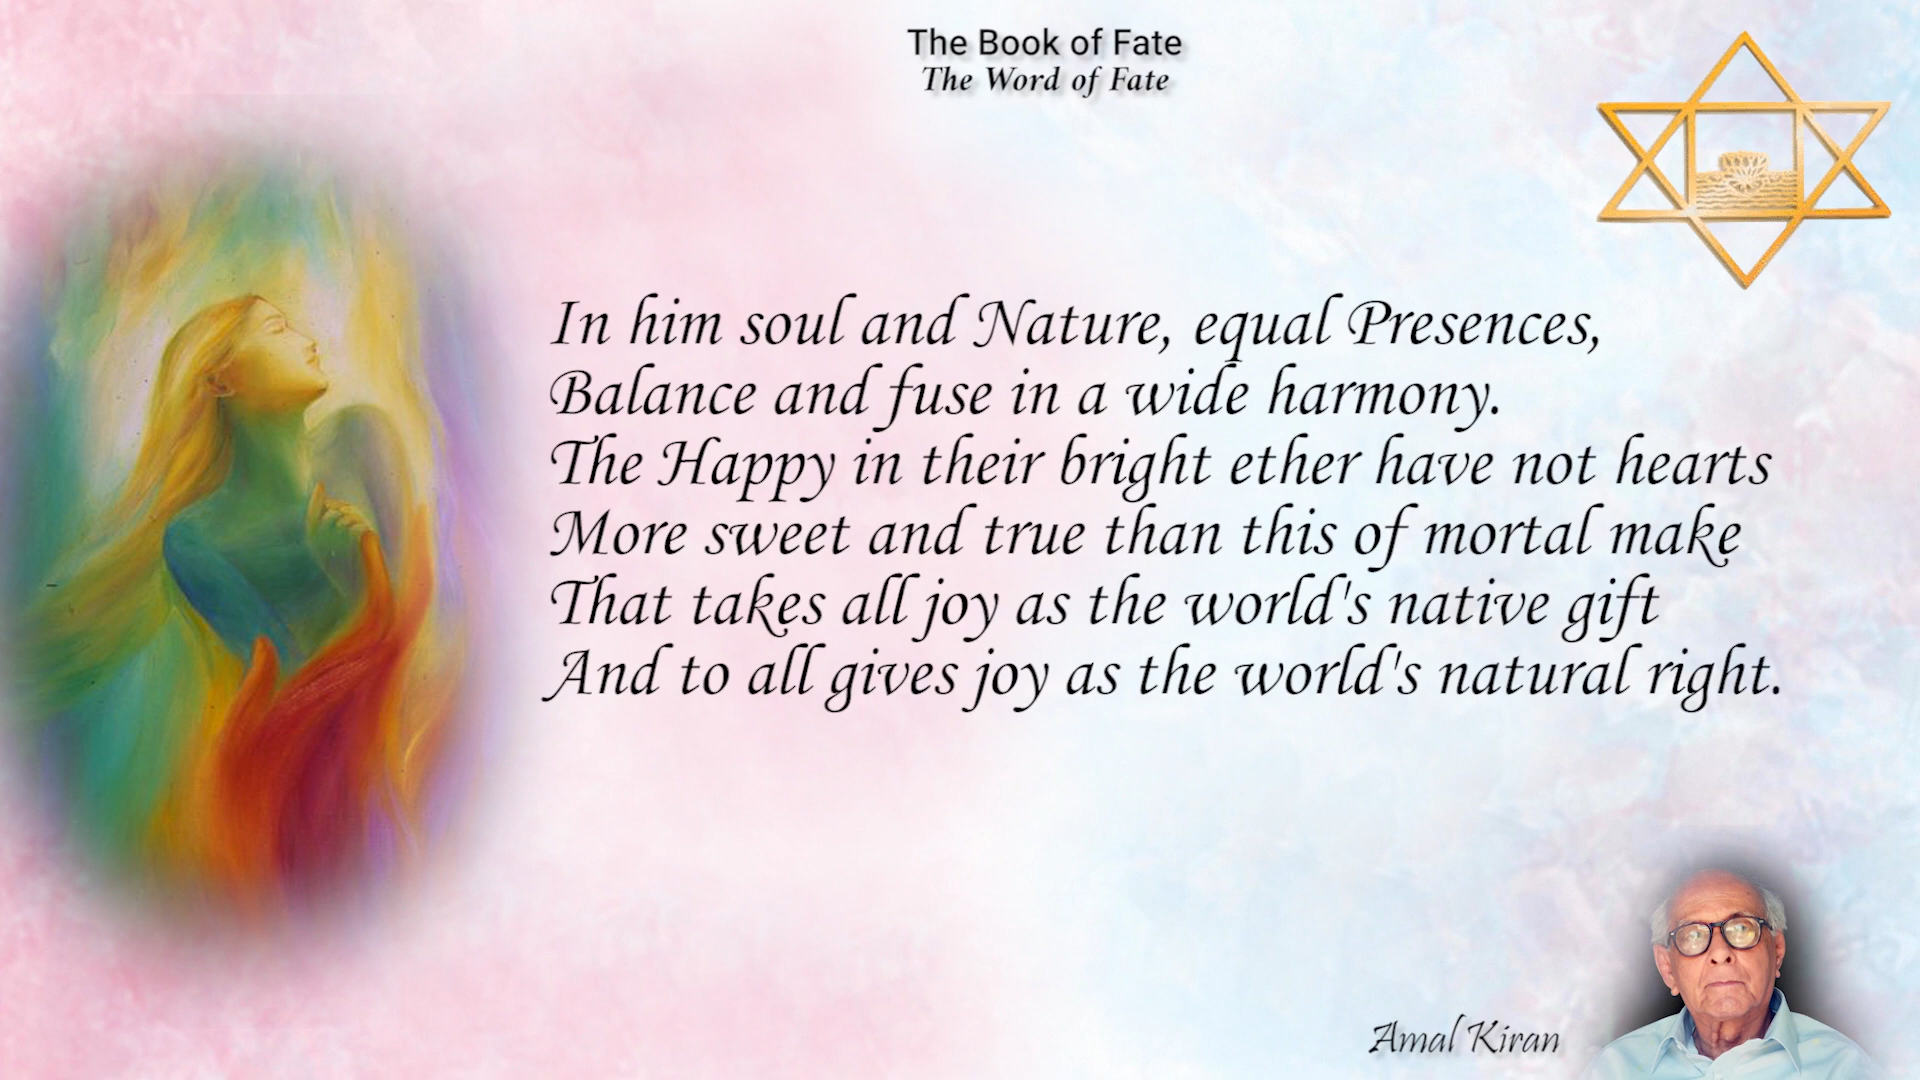 The Book of Fate
The Word of Fate
In him soul and Nature, equal Presences,
Balance and fuse in a wide harmony.
The Happy in their bright ether have not hearts
More sweet and true than this of mortal make
That takes all joy as the world's native gift
And to all gives joy as the world's natural right.
Amal Kiran